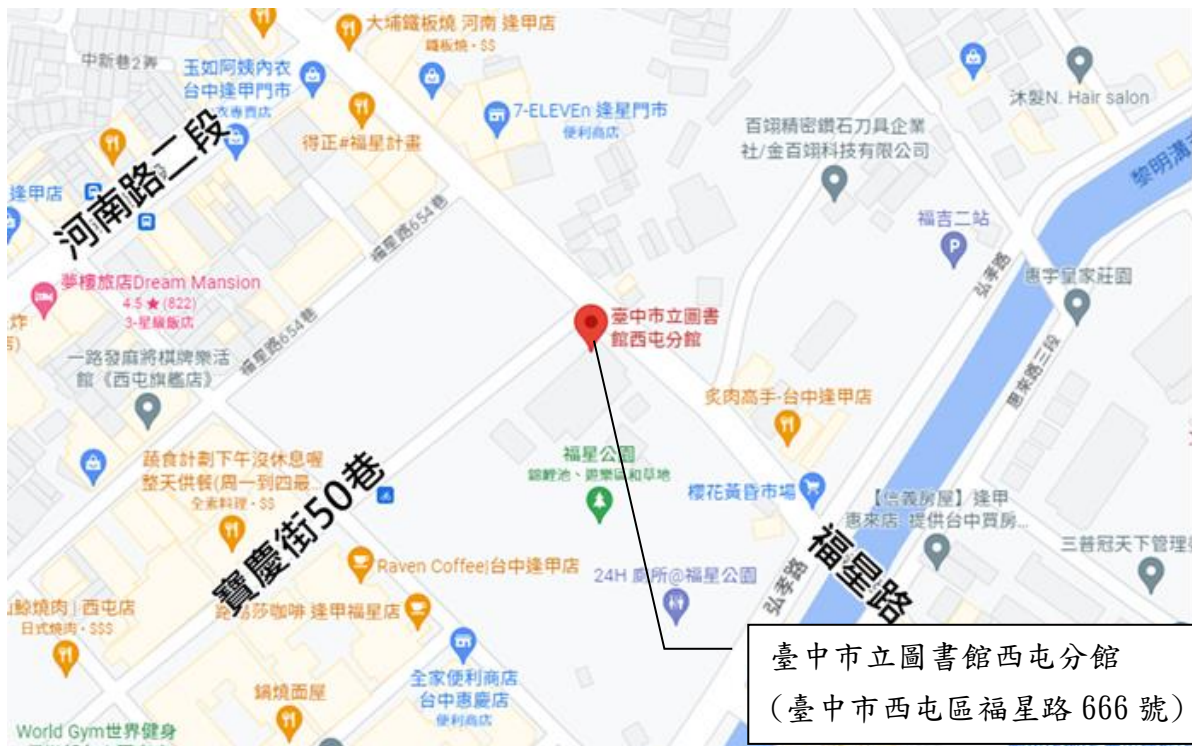 大埔鐵板燒 河南 逢甲店
鐵板燒・$$
中新巷2弄
玉如阿姨內衣
台中逢甲門市
衣專賣店
7-ELEVEn 逢星門市
便利商店
得正#福星計畫
沐髮N. Hair salon
百翊精密鑽石刀具企業
社/金百翊科技有限公司
黎明溝
河南路二段
逢甲店
福星路654巷
福吉二站
P
弘孝路
惠宇皇家莊園
夢樓旅店Dream Mansion
4.5 ★ (822)
3-星級飯店
炸
店)
臺中市立圖書
館西屯分館
福星路654巷
一路發麻將棋牌樂活
館《西屯旗艦店》
惠來路三段
炙肉高手-台中逢甲店
蔬食計劃下午沒休息喔
整天供餐(周一到四最...
全素料理・$$
福星公園
錦鯉池、遊樂區和草地
櫻花黃昏市場
【信義房屋】逢甲
惠來店 提供台中買房...
寶慶街50巷
福星路
三普冠天下管理
Raven Coffee|台中逢甲店
24H 廁所@福星公園
弘孝路
鯨燒肉 | 西屯店
日式燒肉・$$$
路易莎咖啡 逢甲福星店
全家便利商店
台中惠慶店
便利商店
鍋燒面屋
World Gym世界健身
臺中市立圖書館西屯分館
(臺中市西屯區福星路 666 號)